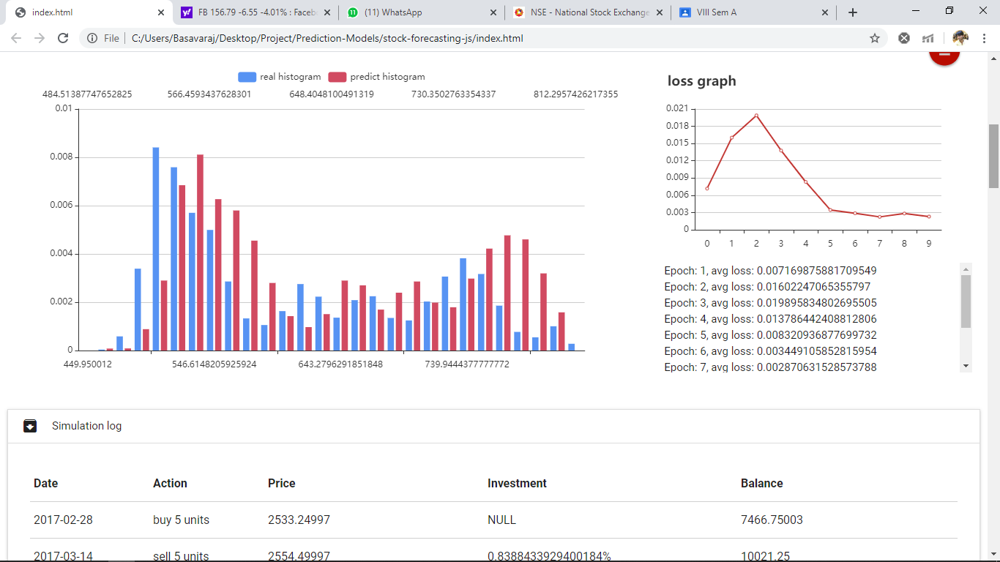 index.html
FB 156.79 -6.55 -4.01% : Faceb
(11) WhatsApp
NSE - National Stock Exchange
VIII Sem A
File
C:/Users/Basavaraj/Desktop/Project/Prediction-Models/stock-forecasting-js/index.html
real histogram predict histogram
484.51387747652825 566.4593437628301 648.4048100491319 730.3502763354337 812.2957426217355
0.01
0.008
0.006
0.004
0.002
0
449.950012 546.6148205925924 643.2796291851848 739.9444377777772
loss graph
0.021
0.018
0.015
0.012
0.009
0.006
0.003
0
0 1 2 3 4 5 6 7 8 9
Epoch: 1, avg loss: 0.007169875881709549
Epoch: 2, avg loss: 0.01602247065355797
Epoch: 3, avg loss: 0.019895834802695505
Epoch: 4, avg loss: 0.013786442408812806
Epoch: 5, avg loss: 0.008320936877699732
Epoch: 6, avg loss: 0.003449105852815954
Epoch: 7, avg loss: 0.002870631528573788
Simulation log
Date Action Price Investment Balance
2017-02-28 buy 5 units 2533.24997 NULL 7466.75003
2017-03-14 sell 5 units 2554.49997 0.8388433929400184% 10021.25